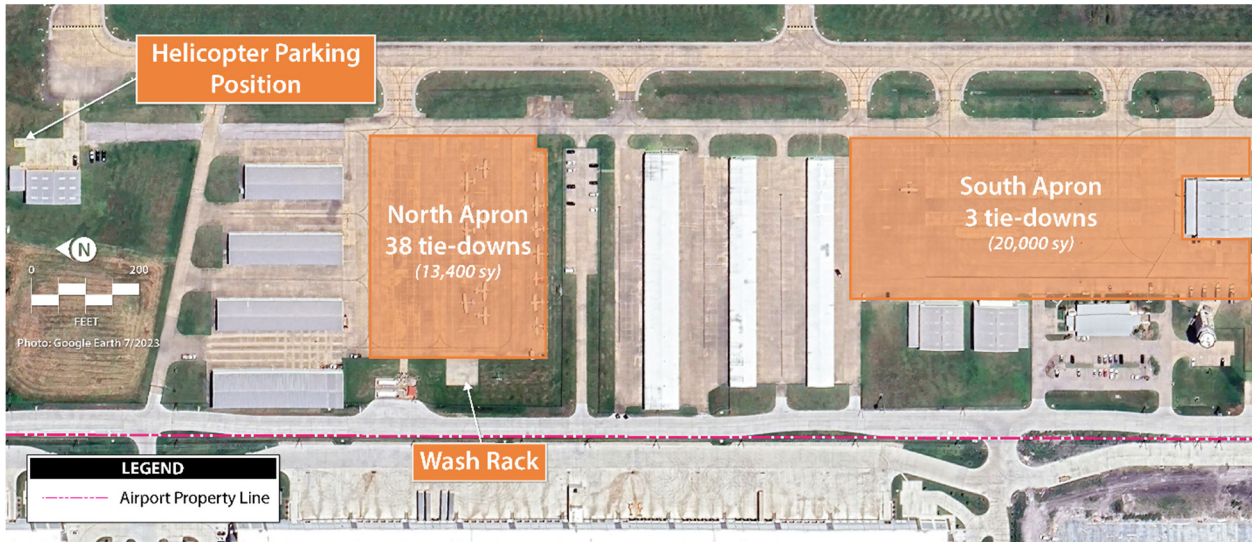 Helicopter Parking
Position
North Apron
38 tie-downs
(13,400 sy)
South Apron
3 tie-downs
(20,000 sy)
N
0 200
FEET
Photo: Google Earth 7/2023
Wash Rack
LEGEND
Airport Property Line